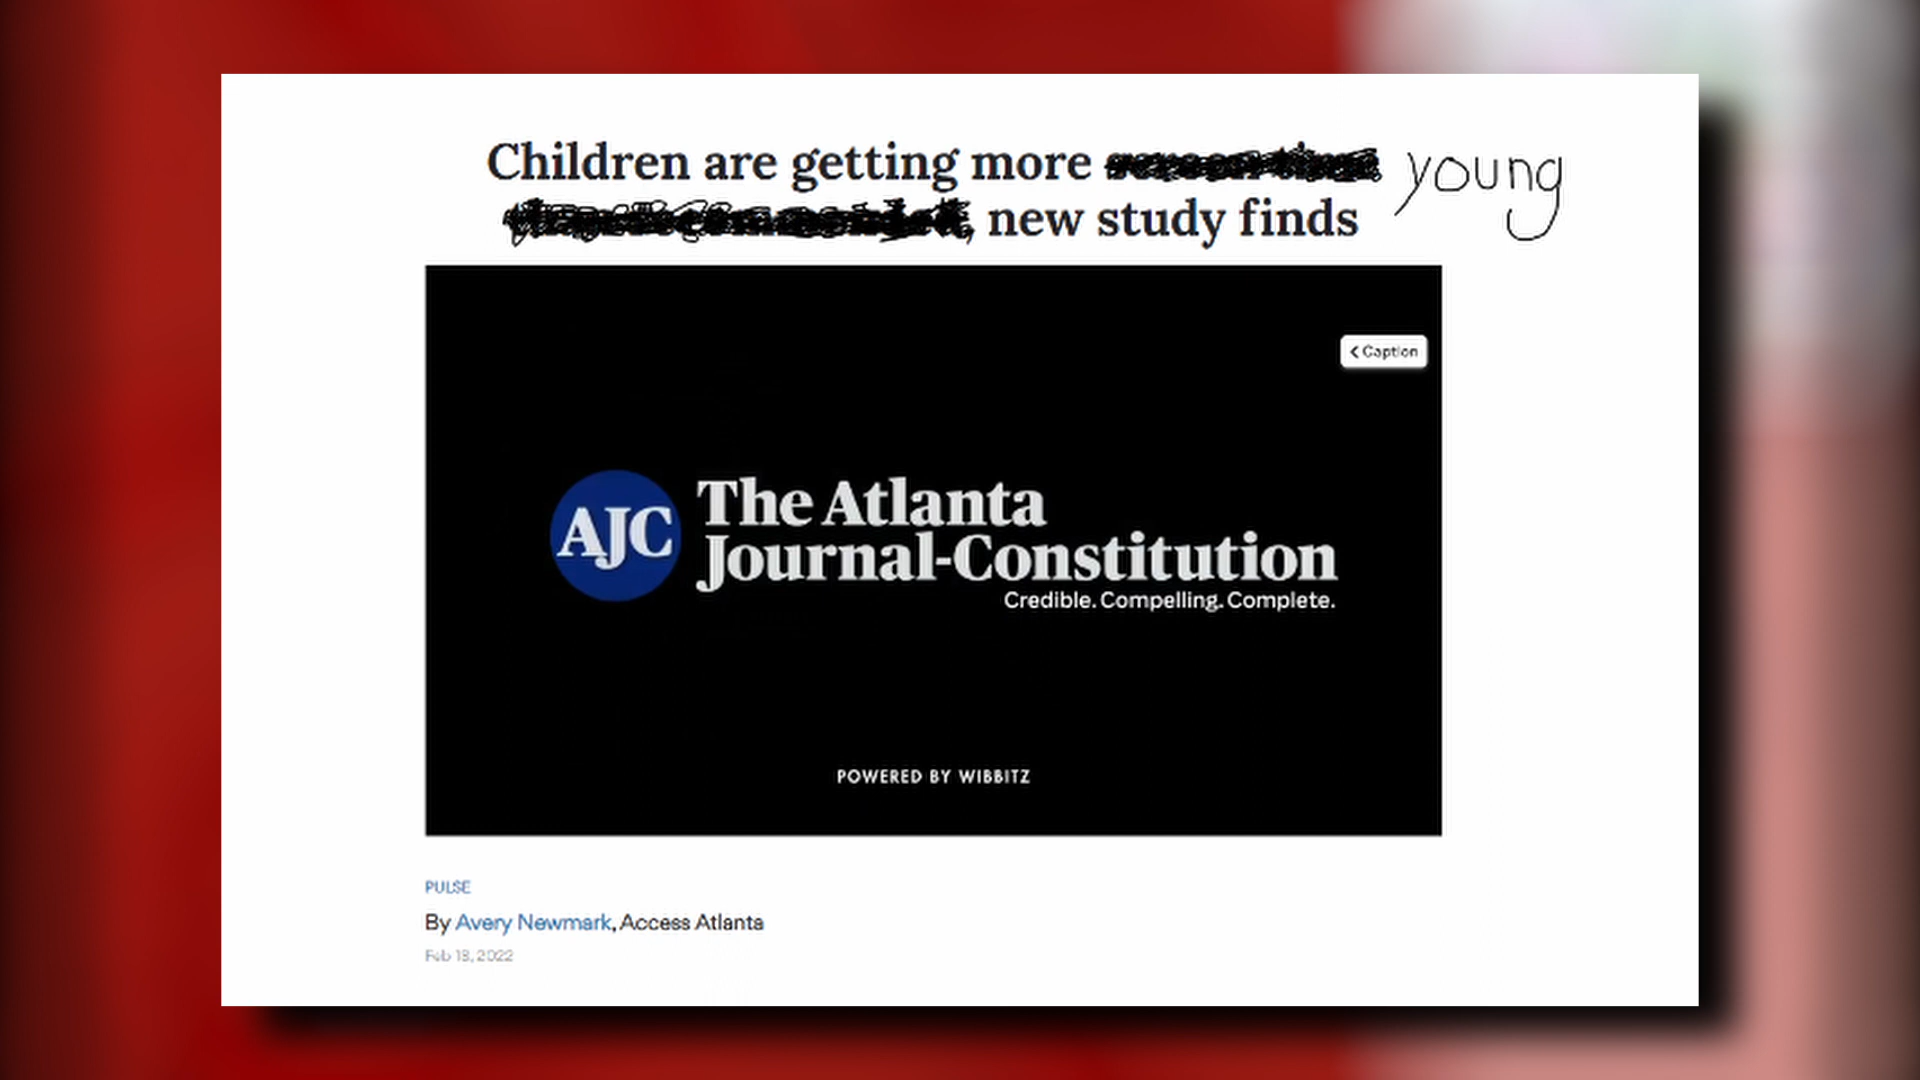 Children are getting more young
new study finds
< Caption
AJC The Atlanta
Journal-Constitution
Credible. Compelling. Complete.
POWERED BY WIBBITZ
PULSE
By Avery Newmark, Access Atlanta
Feb 18, 2022